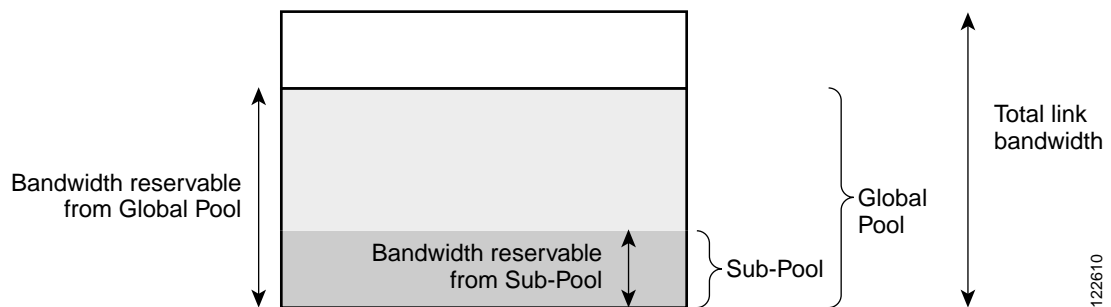 Total link
bandwidth
Bandwidth reservable
from Global Pool
Global
Pool
Bandwidth reservable
from Sub-Pool
Sub-Pool
122610